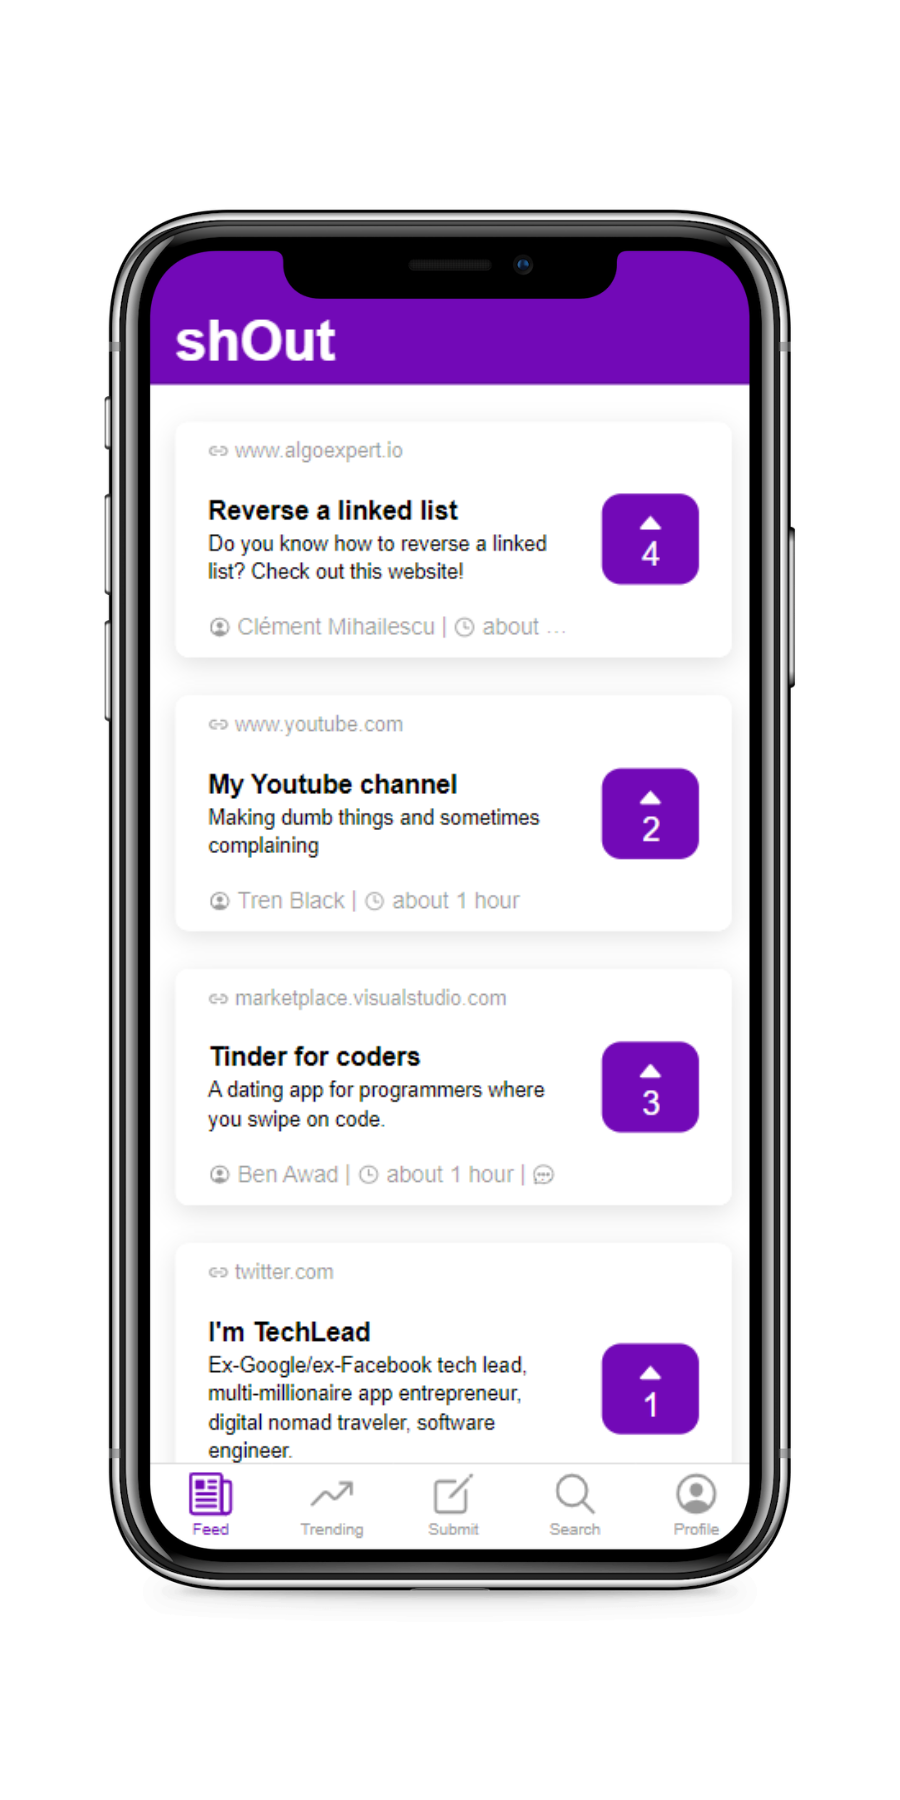 shOut
www.algoexpert.io
Reverse a linked list
Do you know how to reverse a linked
list? Check out this website!
4
Clément Mihailescu | about ...
www.youtube.com
My Youtube channel
Making dumb things and sometimes
complaining
2
Tren Black | about 1 hour
marketplace.visualstudio.com
Tinder for coders
A dating app for programmers where
you swipe on code.
3
Ben Awad | about 1 hour |
twitter.com
I'm TechLead
Ex-Google/ex-Facebook tech lead,
multi-millionaire app entrepreneur,
digital nomad traveler, software
engineer.
1
Feed Trending Submit Search Profile